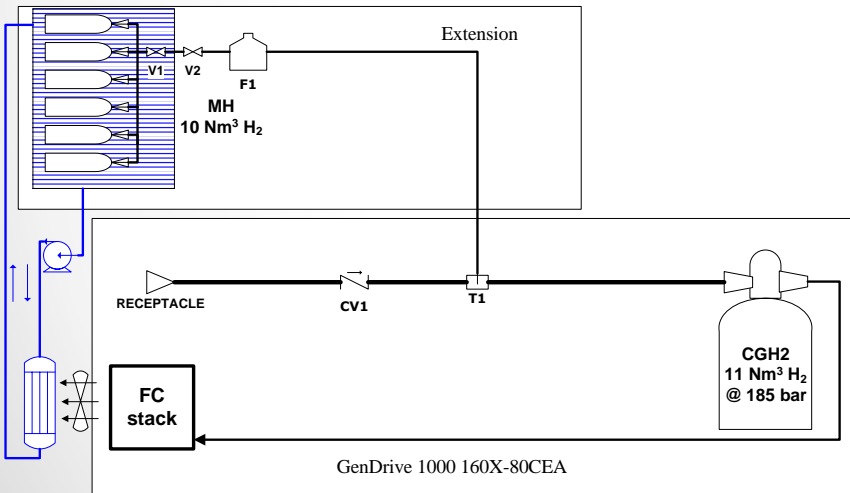 Extension
V1
V2
F1
MH
10 Nm³ H₂
RECEPTACLE
CV1
T1
CGH2
11 Nm³ H₂
@ 185 bar
FC
stack
GenDrive 1000 160X-80CEA